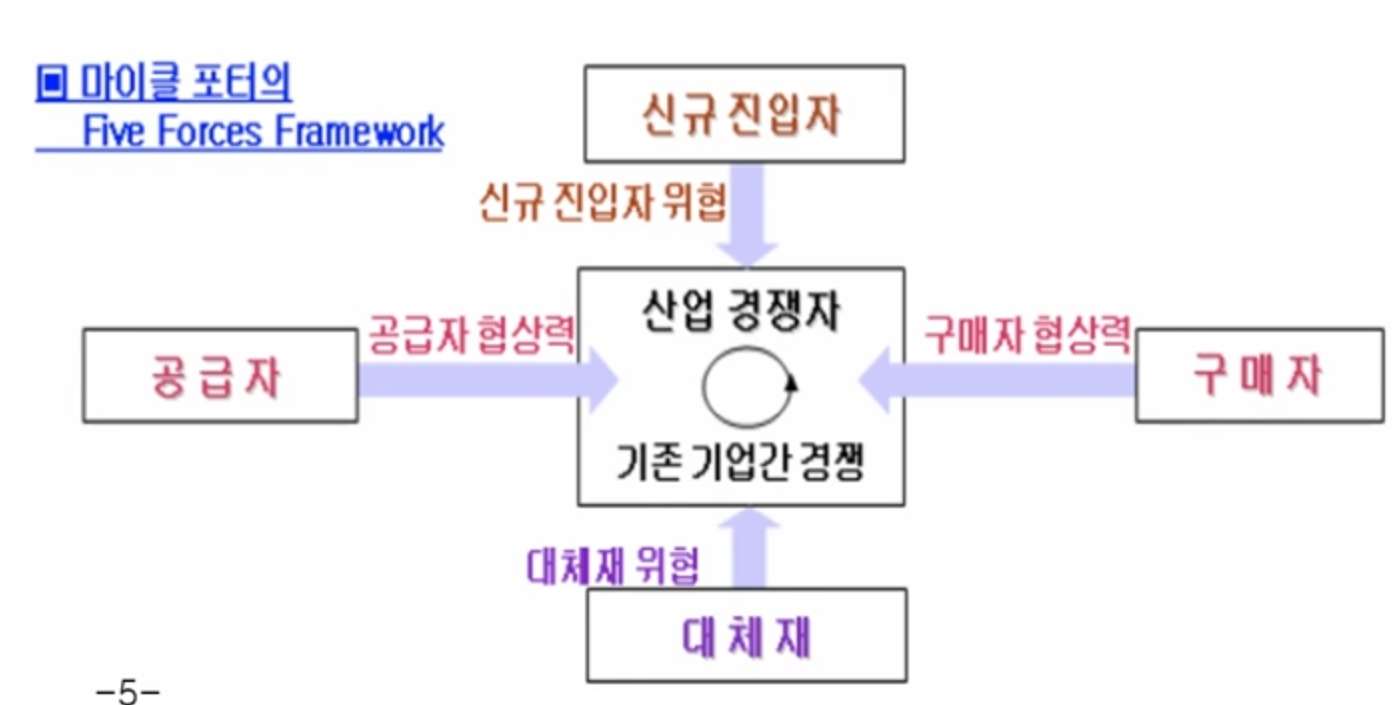 ▣ 마이클 포터의
Five Forces Framework
신규 진입자
신규 진입자 위협
산업 경쟁자
공급자 협상력
구매자 협상력
공급자
구매자
기존 기업간 경쟁
대체재 위협
대체재
-5-